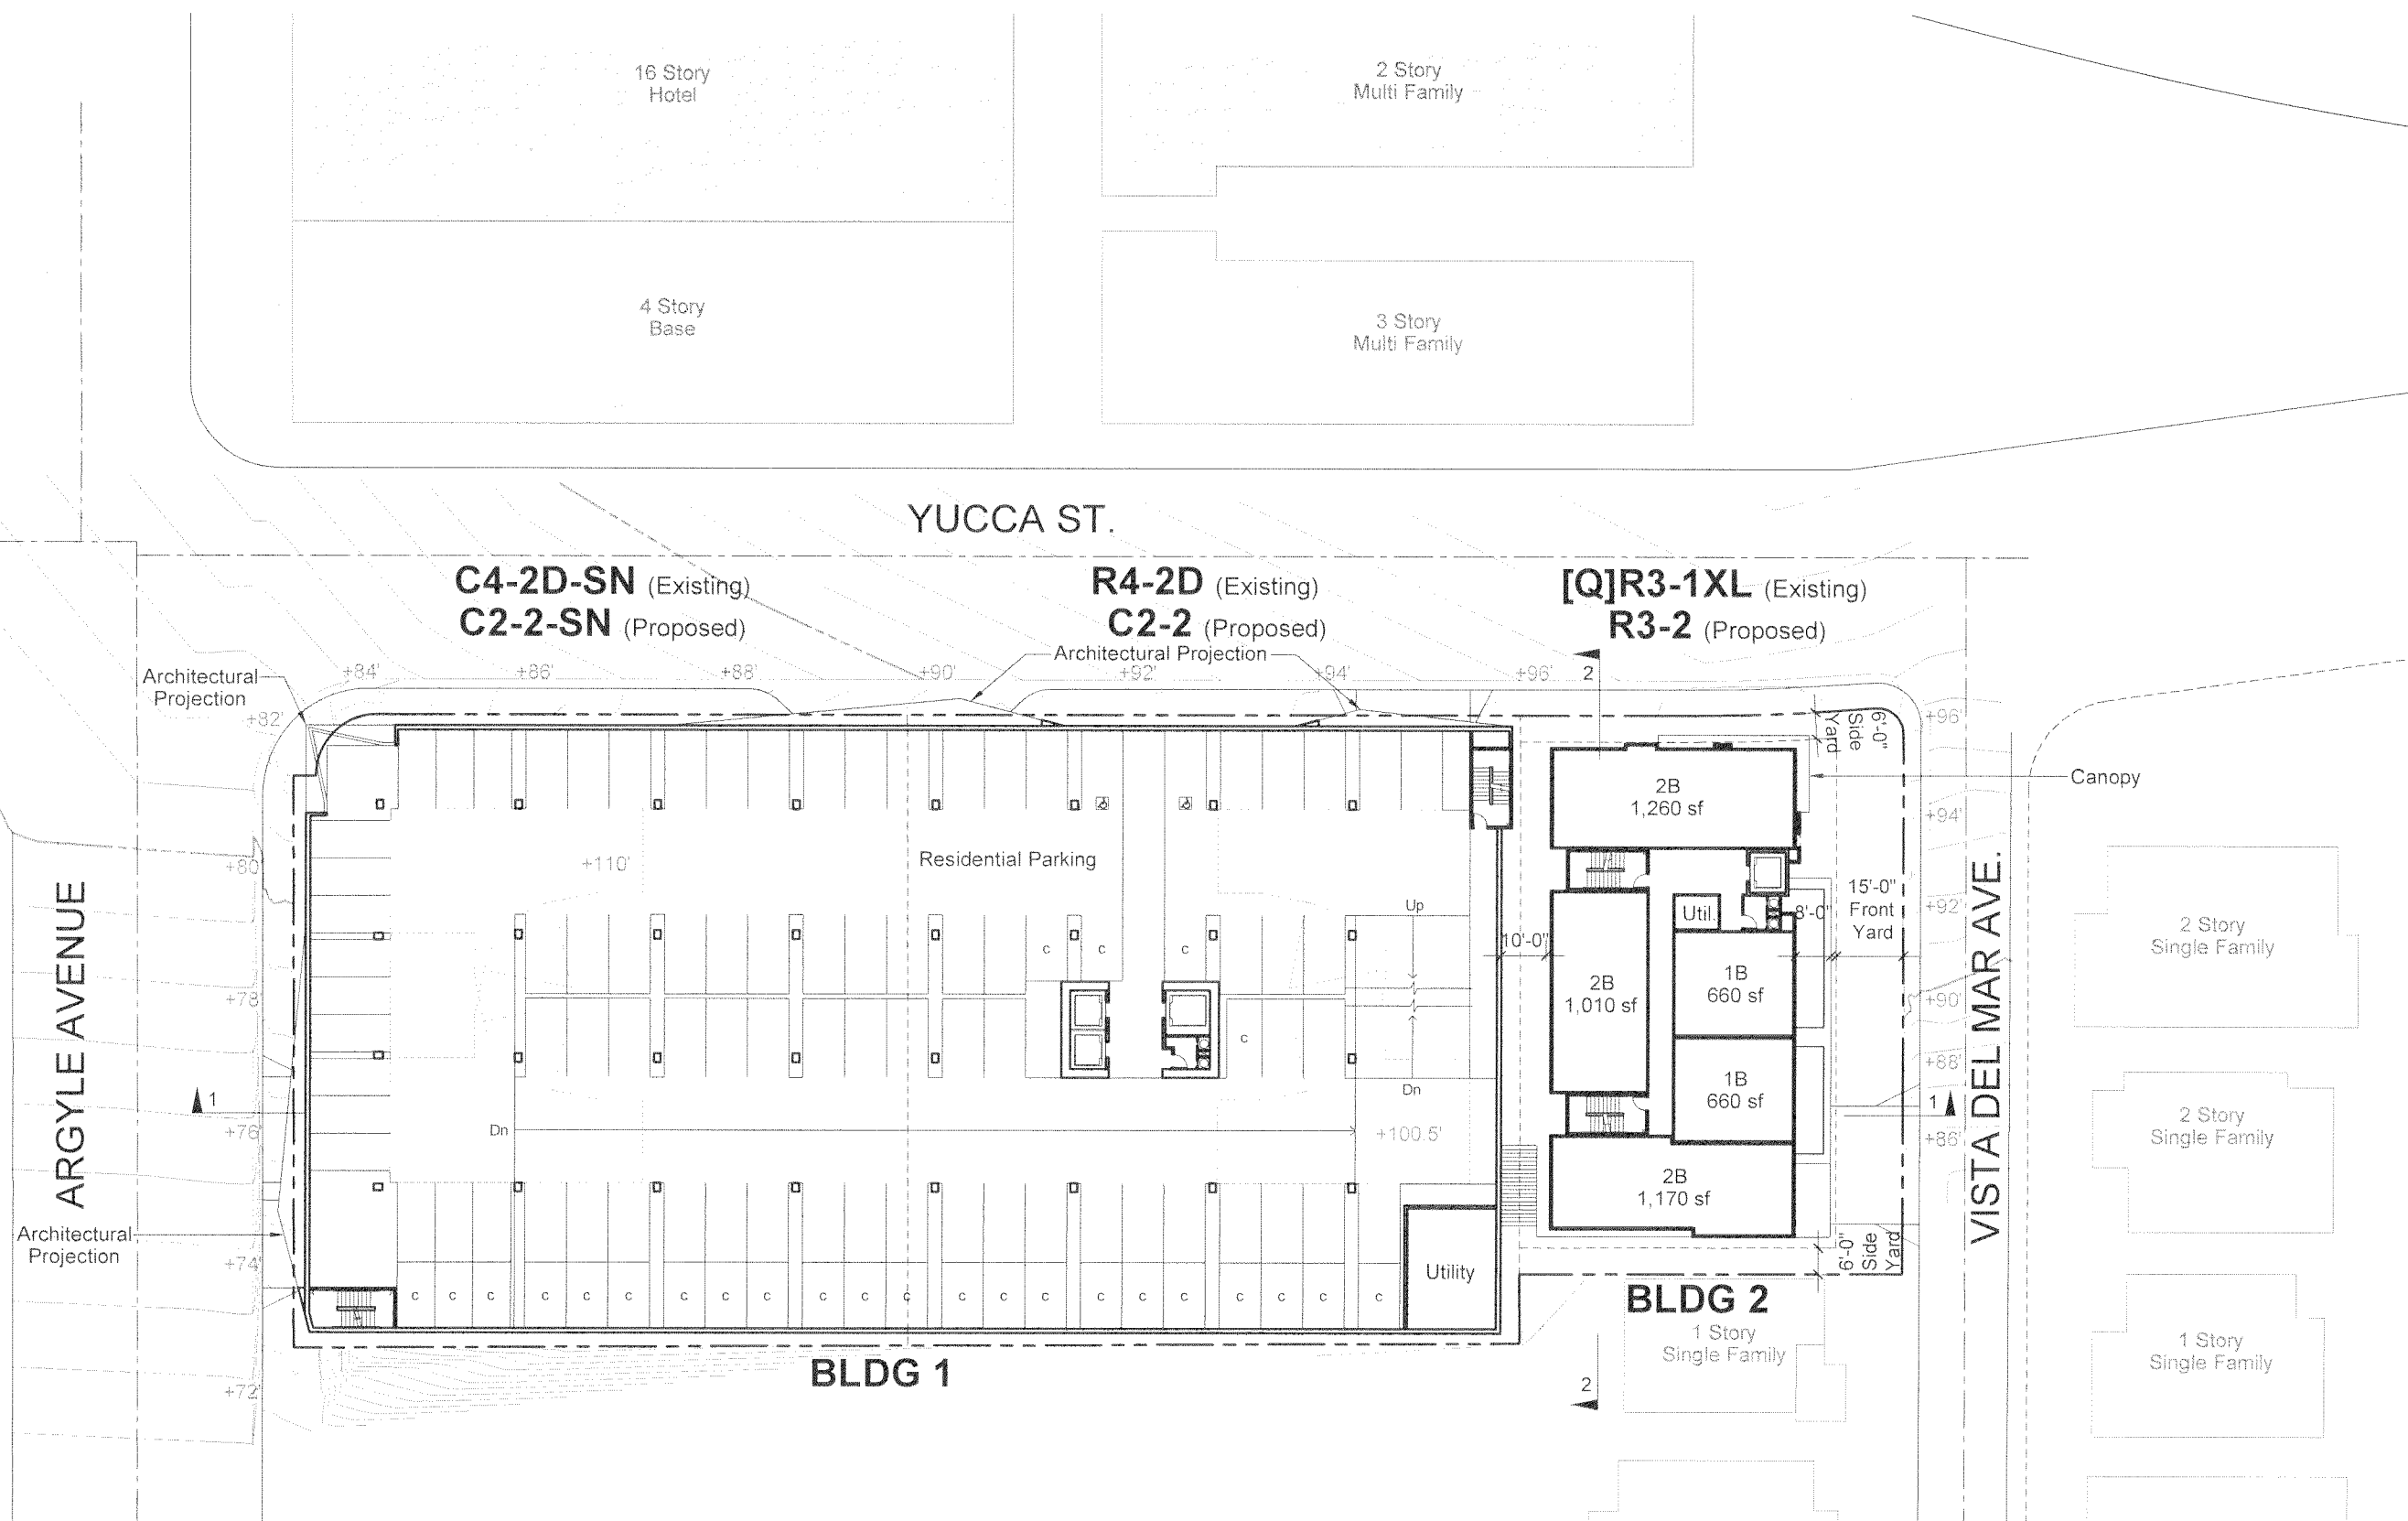 16 Story
Hotel
2 Story
Multi Family
4 Story
Base
3 Story
Multi Family
YUCCA ST.
C4-2D-SN (Existing)
C2-2-SN (Proposed)
R4-2D (Existing)
C2-2 (Proposed)
[Q]R3-1XL (Existing)
R3-2 (Proposed)
Architectural Projection
Architectural
Projection
+84'
+86'
+88'
+90'
+92'
+94'
+96'
2
+82'
+96'
6'-0"
Side
Yard
Canopy
2B
1,260 sf
+94'
+80'
+110'
Residential Parking
ARGYLE AVENUE
VISTA DEL MAR AVE.
Up
Util.
8'-0"
15'-0"
Front
Yard
+92'
2 Story
Single Family
10'-0"
c
c
c
2B
1,010 sf
1B
660 sf
+78'
+90'
c
+88'
1B
660 sf
Dn
1
1
+76'
Dn
+100.5'
+86'
2 Story
Single Family
2B
1,170 sf
Architectural
Projection
+74'
6'-0"
Side
Yard
Utility
c c c c c c c c c c c c c c c c c c c c c c c c
BLDG 2
1 Story
Single Family
1 Story
Single Family
BLDG 1
2
+72'